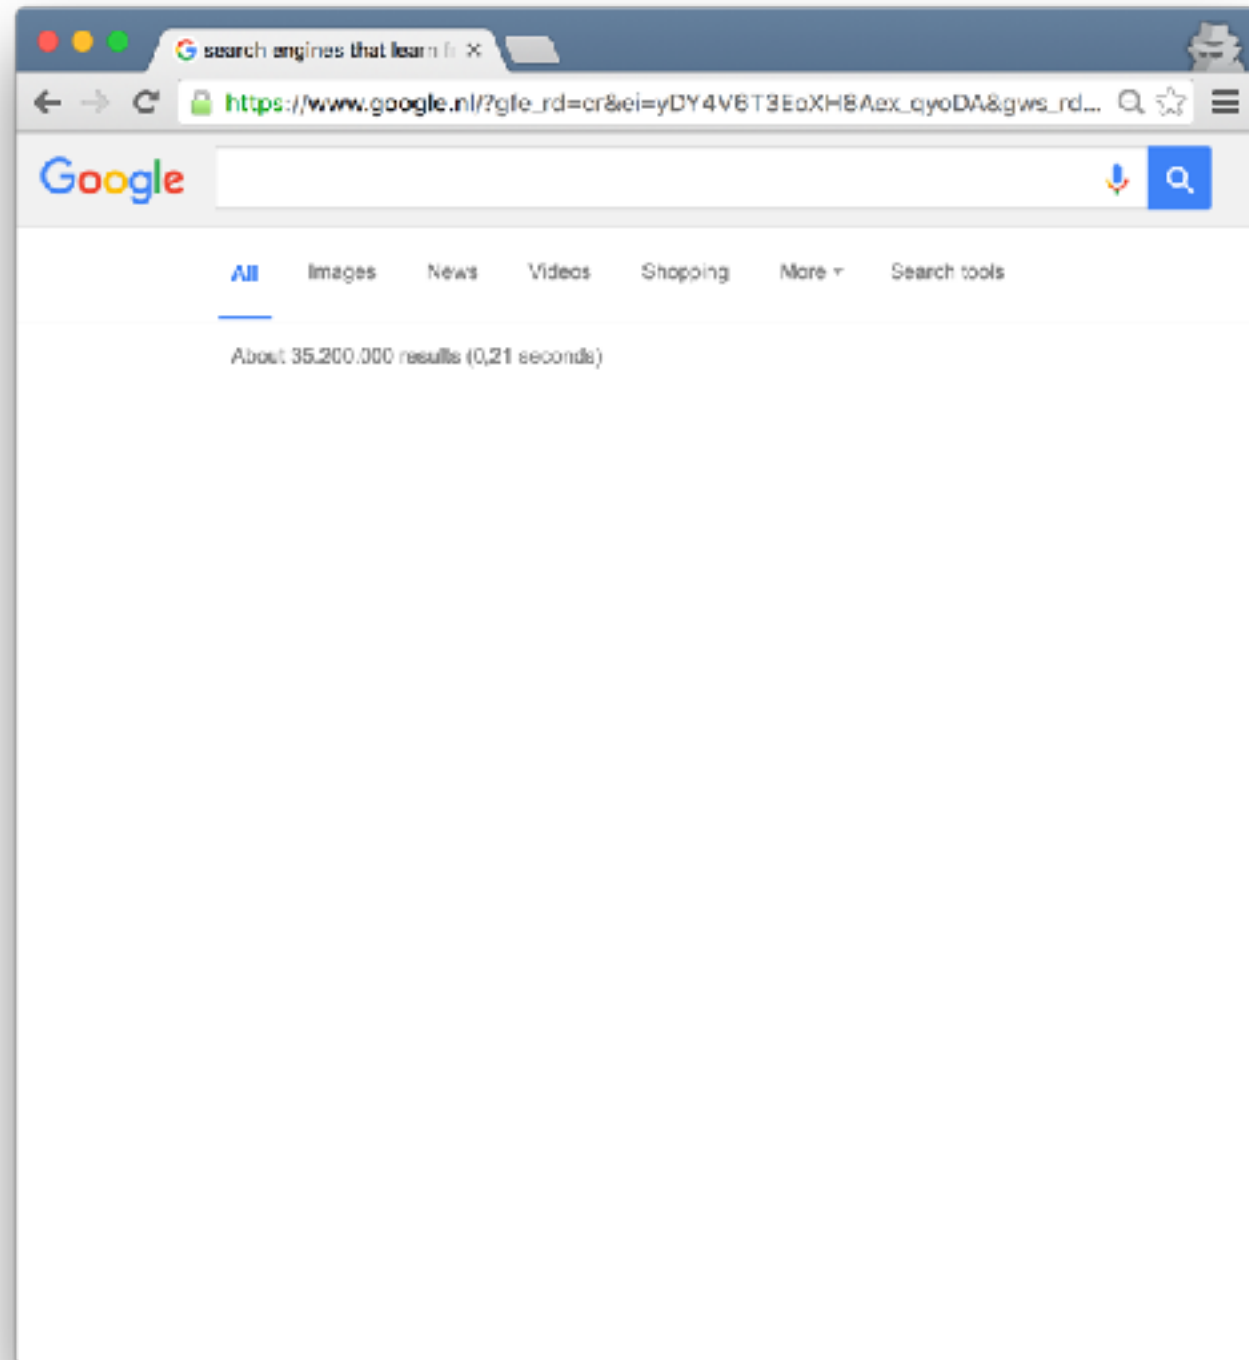 search engines that learn f
https://www.google.nl/?gfe_rd=cr&ei=yDY4V6T3EoXH8Aex_qyoDA&gws_rd...
Google
All Images News Videos Shopping More Search tools
About 35.200.000 results (0,21 seconds)